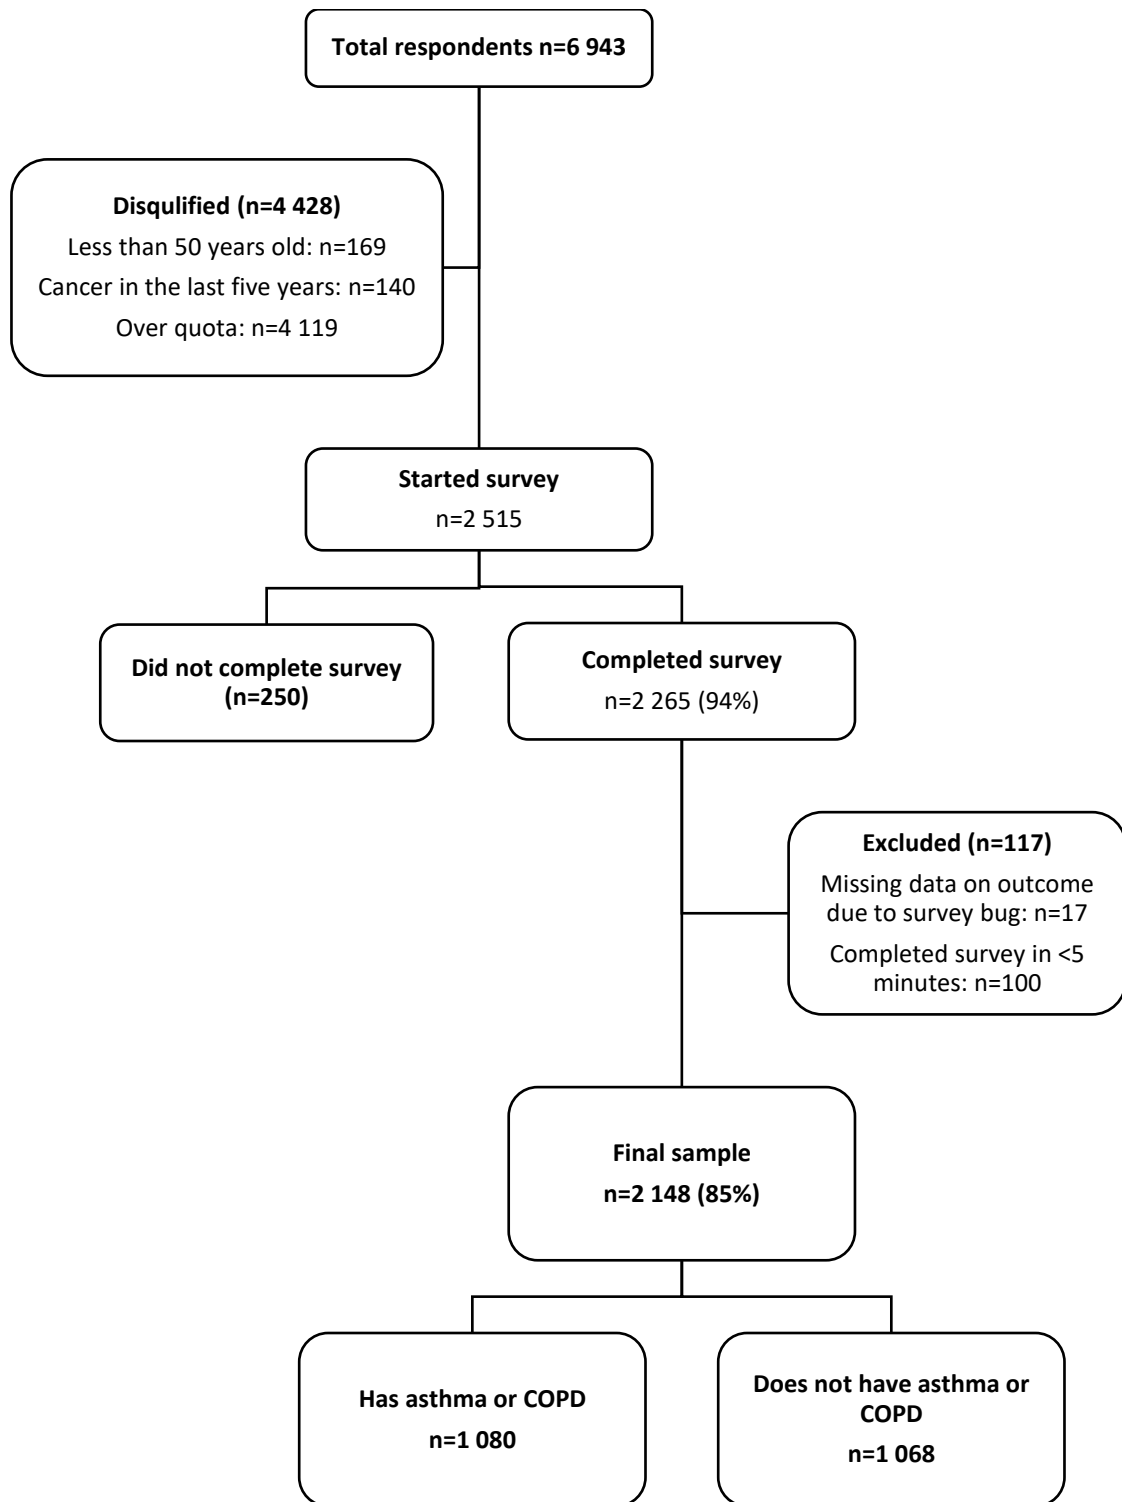 Total respondents n=6 943
Disqulified (n=4 428)
Less than 50 years old: n=169
Cancer in the last five years: n=140
Over quota: n=4 119
Started survey
n=2 515
Did not complete survey
(n=250)
Completed survey
n=2 265 (94%)
Excluded (n=117)
Missing data on outcome
due to survey bug: n=17
Completed survey in <5
minutes: n=100
Final sample
n=2 148 (85%)
Has asthma or COPD
n=1 080
Does not have asthma or
COPD
n=1 068